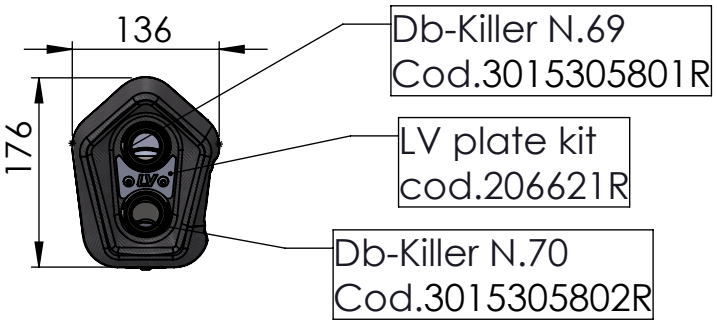 136
Db-Killer N.69
Cod.3015305801R
176
LV plate kit
cod.206621R
LV
Db-Killer N.70
Cod.3015305802R